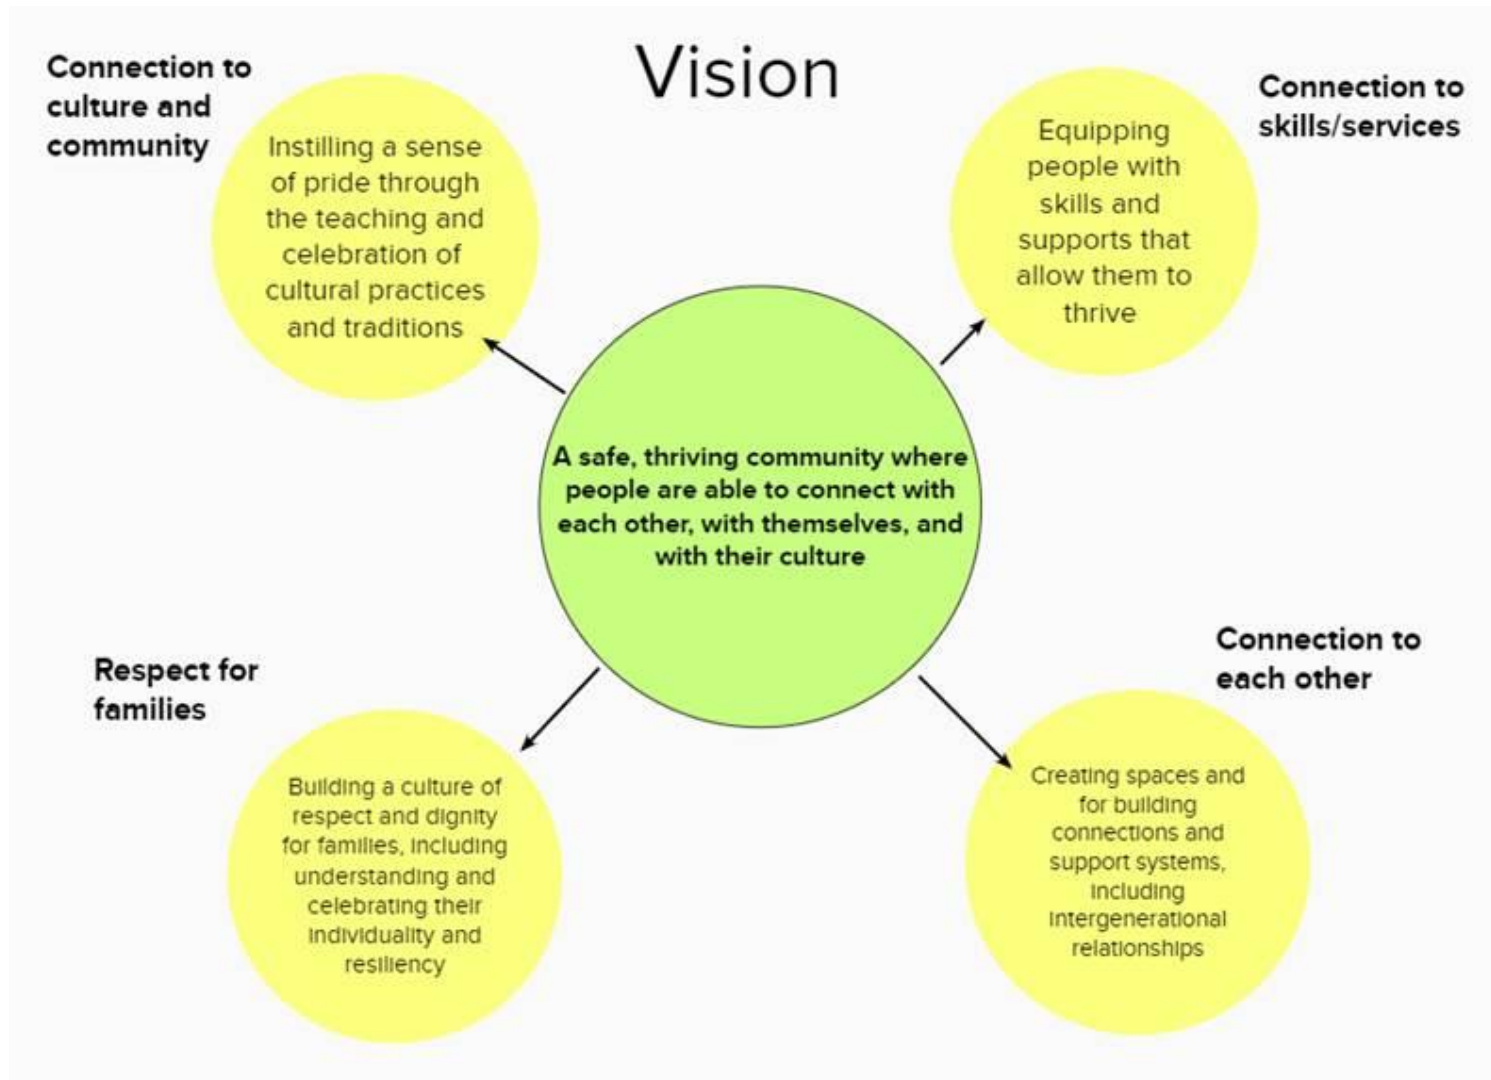 Vision
Connection to
culture and
community
Instilling a sense
of pride through
the teaching and
celebration of
cultural practices
and traditions
Connection to
skills/services
Equipping
people with
skills and
supports that
allow them to
thrive
A safe, thriving community where
people are able to connect with
each other, with themselves, and
with their culture
Respect for
families
Building a culture of
respect and dignity
for families, including
understanding and
celebrating their
individuality and
resiliency
Connection to
each other
Creating spaces and
for building
connections and
support systems,
including
intergenerational
relationships